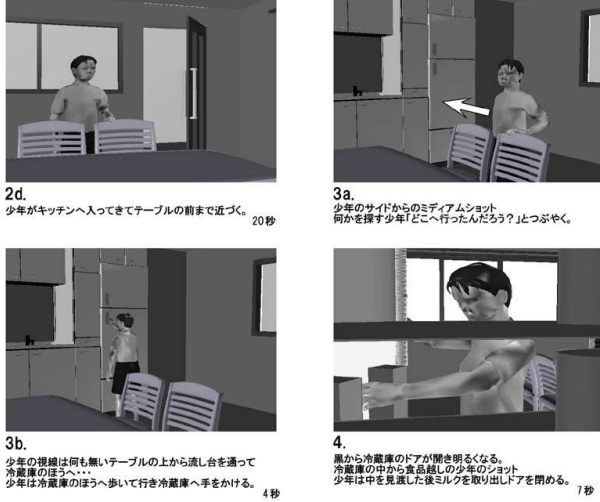 2d.
少年がキッチンへ入ってきてテーブルの前まで近づく。
20秒
3a.
少年のサイドからのミディアムショット
何かを探す少年「どこへ行ったんだろう？」とつぶやく。
3b.
少年の視線は何も無いテーブルの上から流し台を通って
冷蔵庫のほうへ・・・
少年は冷蔵庫のほうへ歩いて行き冷蔵庫へ手をかける。
4秒
4.
黒から冷蔵庫のドアが開き明るくなる。
冷蔵庫の中から食品越しの少年のショット
少年は中を見渡した後ミルクを取り出しドアを閉める。
7秒